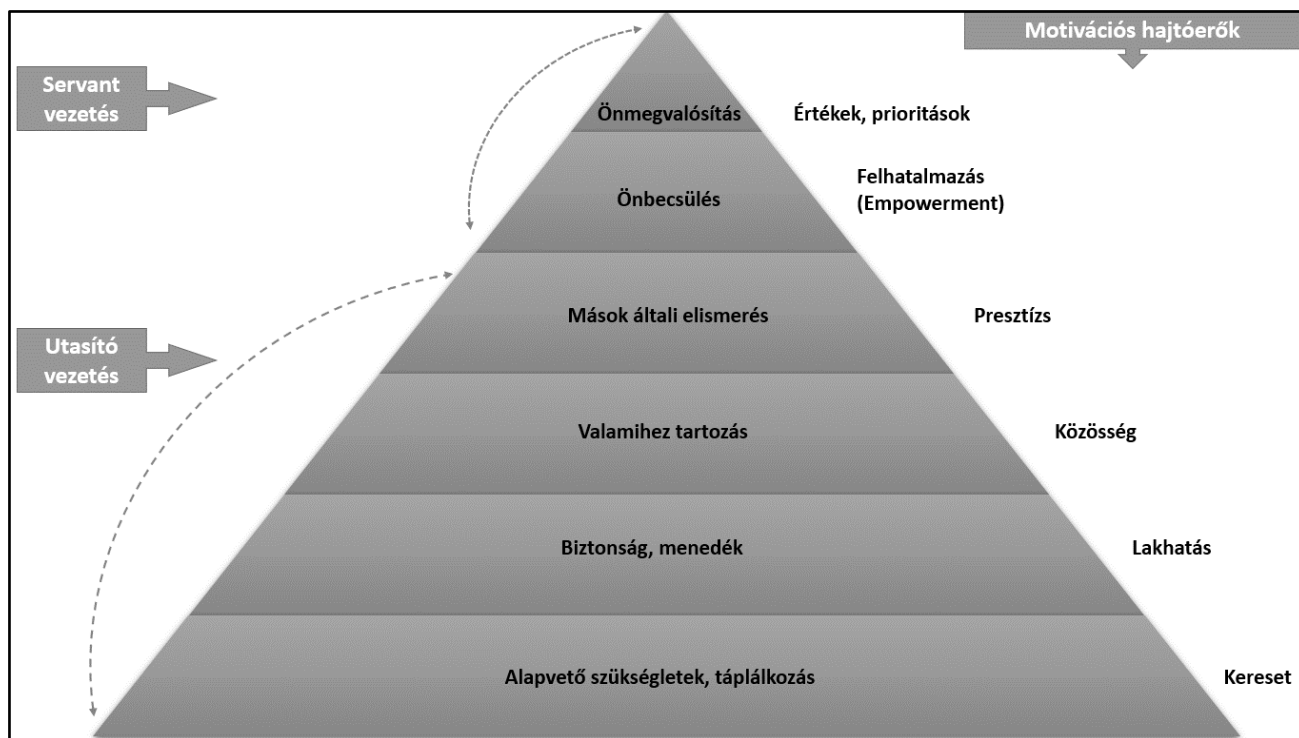 Motivációs hajtóerők
Servant
vezetés
Önmegvalósítás
Értékek, prioritások
Önbecsülés
Felhatalmazás
(Empowerment)
Mások általi elismerés
Presztízs
Utasító
vezetés
Valamihez tartozás
Közösség
Biztonság, menedék
Lakhatás
Alapvető szükségletek, táplálkozás
Kereset